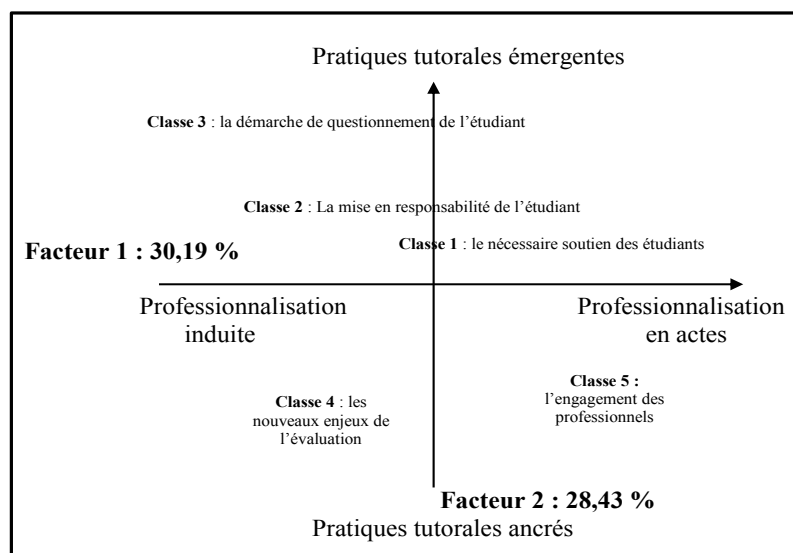 Pratiques tutorales émergentes
Classe 3 : la démarche de questionnement de l’étudiant
Classe 2 : La mise en responsabilité de l’étudiant
Classe 1 : le nécessaire soutien des étudiants
Facteur 1 : 30,19 %
Professionnalisation
induite
Professionnalisation
en actes
Classe 4 : les
nouveaux enjeux de
l’évaluation
Classe 5 :
l’engagement des
professionnels
Facteur 2 : 28,43 %
Pratiques tutorales ancrés